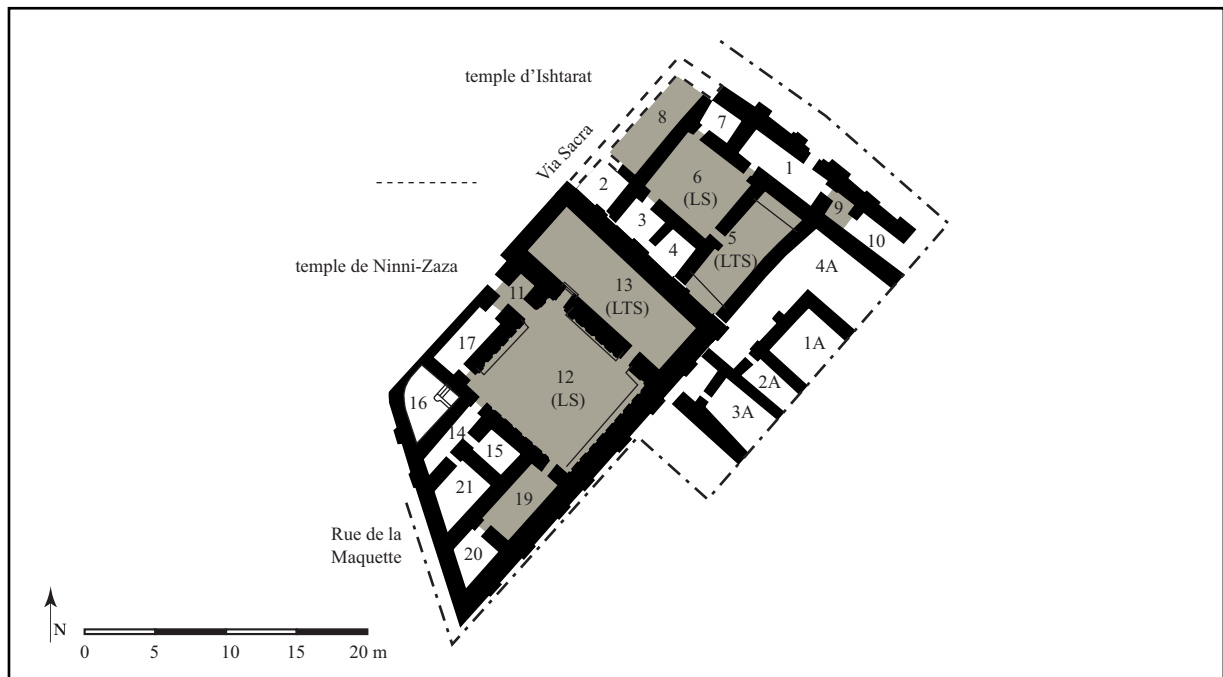 temple d'Ishtarat
Via Sacra
8
7
1
6
(LS)
2
9
3
10
4
5
(LTS)
4A
temple de Ninni-Zaza
13
(LTS)
11
17
1A
12
(LS)
2A
16
3A
14
15
21
19
Rue de la
Maquette
20
N
0 5 10 15 20 m